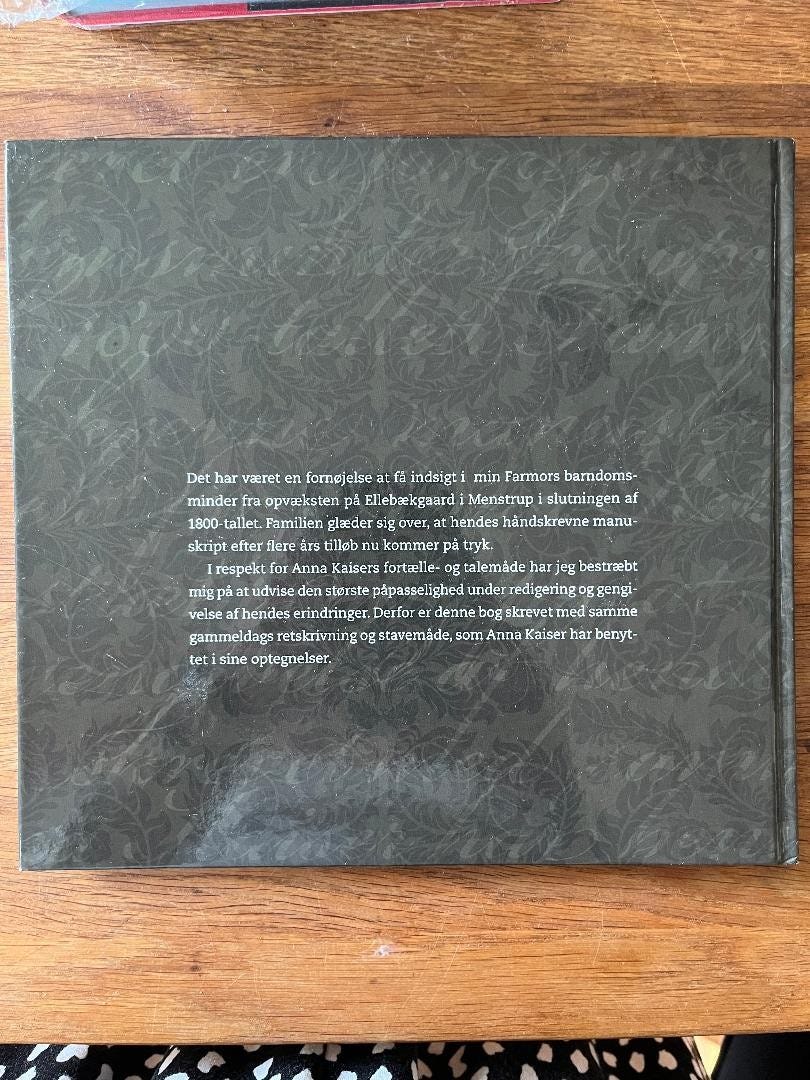 Det har været en fornøjelse at få indsigt i  min Farmors barndoms-
minder fra opvæksten på Ellebækgaard i Menstrup i slutningen af
1800-tallet. Familien glæder sig over, at hendes håndskrevne manu-
skript efter flere års tilløb nu kommer på tryk.
I respekt for Anna Kaisers fortælle- og talemåde har jeg bestræbt
mig på at udvise den største påpasselighed under redigering og gengi-
velse af hendes erindringer. Derfor er denne bog skrevet med samme
gammeldags retskrivning og stavemåde, som Anna Kaiser har benyt-
tet i sine optegnelser.